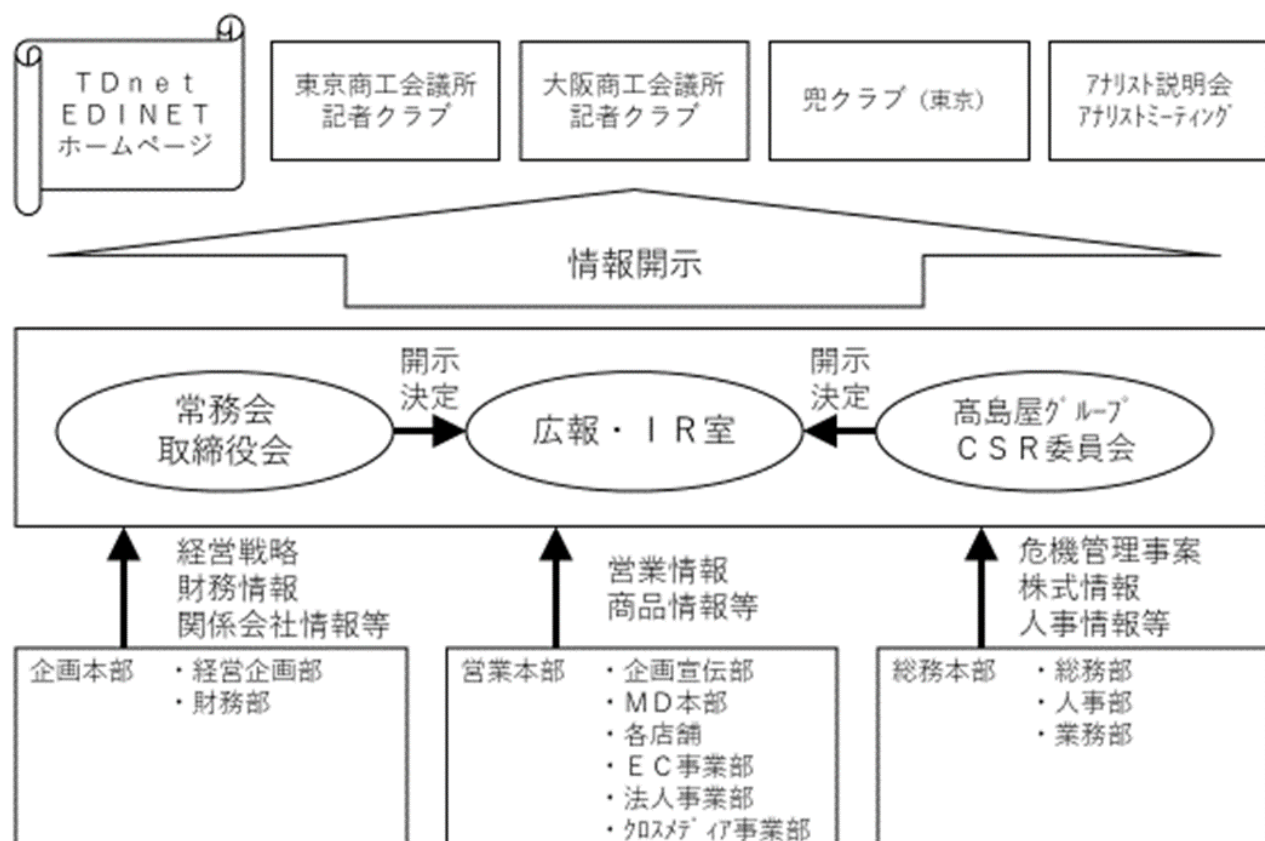 ＴＤｎｅｔ
ＥＤＩＮＥＴ
ホームページ
東京商工会議所
記者クラブ
大阪商工会議所
記者クラブ
兜クラブ（東京）
ｱﾅﾘｽﾄ説明会
ｱﾅﾘｽﾄﾐｰﾃｨﾝｸﾞ
情報開示
常務会
取締役会
開示
決定
広報・ＩＲ室
開示
決定
髙島屋ｸﾞﾙｰﾌﾟ
ＣＳＲ委員会
経営戦略
財務情報
関係会社情報等
営業情報
商品情報等
危機管理事案
株式情報
人事情報等
企画本部
・経営企画部
・財務部
営業本部
・企画宣伝部
・ＭＤ本部
・各店舗
・ＥＣ事業部
・法人事業部
・ｸﾛｽﾒﾃﾞｨｱ事業部
総務本部
・総務部
・人事部
・業務部